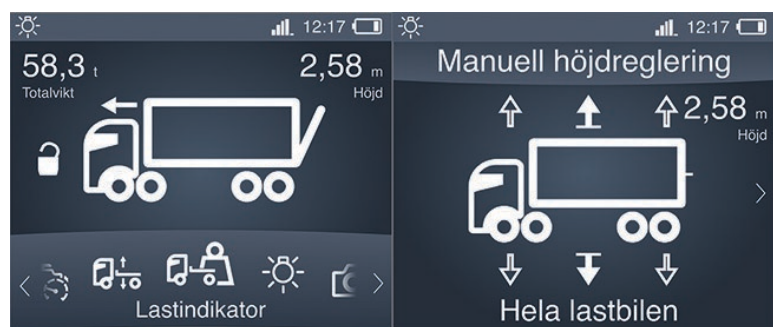 12:17
58,3 t
Totalvikt
2,58 m
Höjd
Lastindikator
12:17
Manuell höjdreglering
2,58 m
Höjd
Hela lastbilen